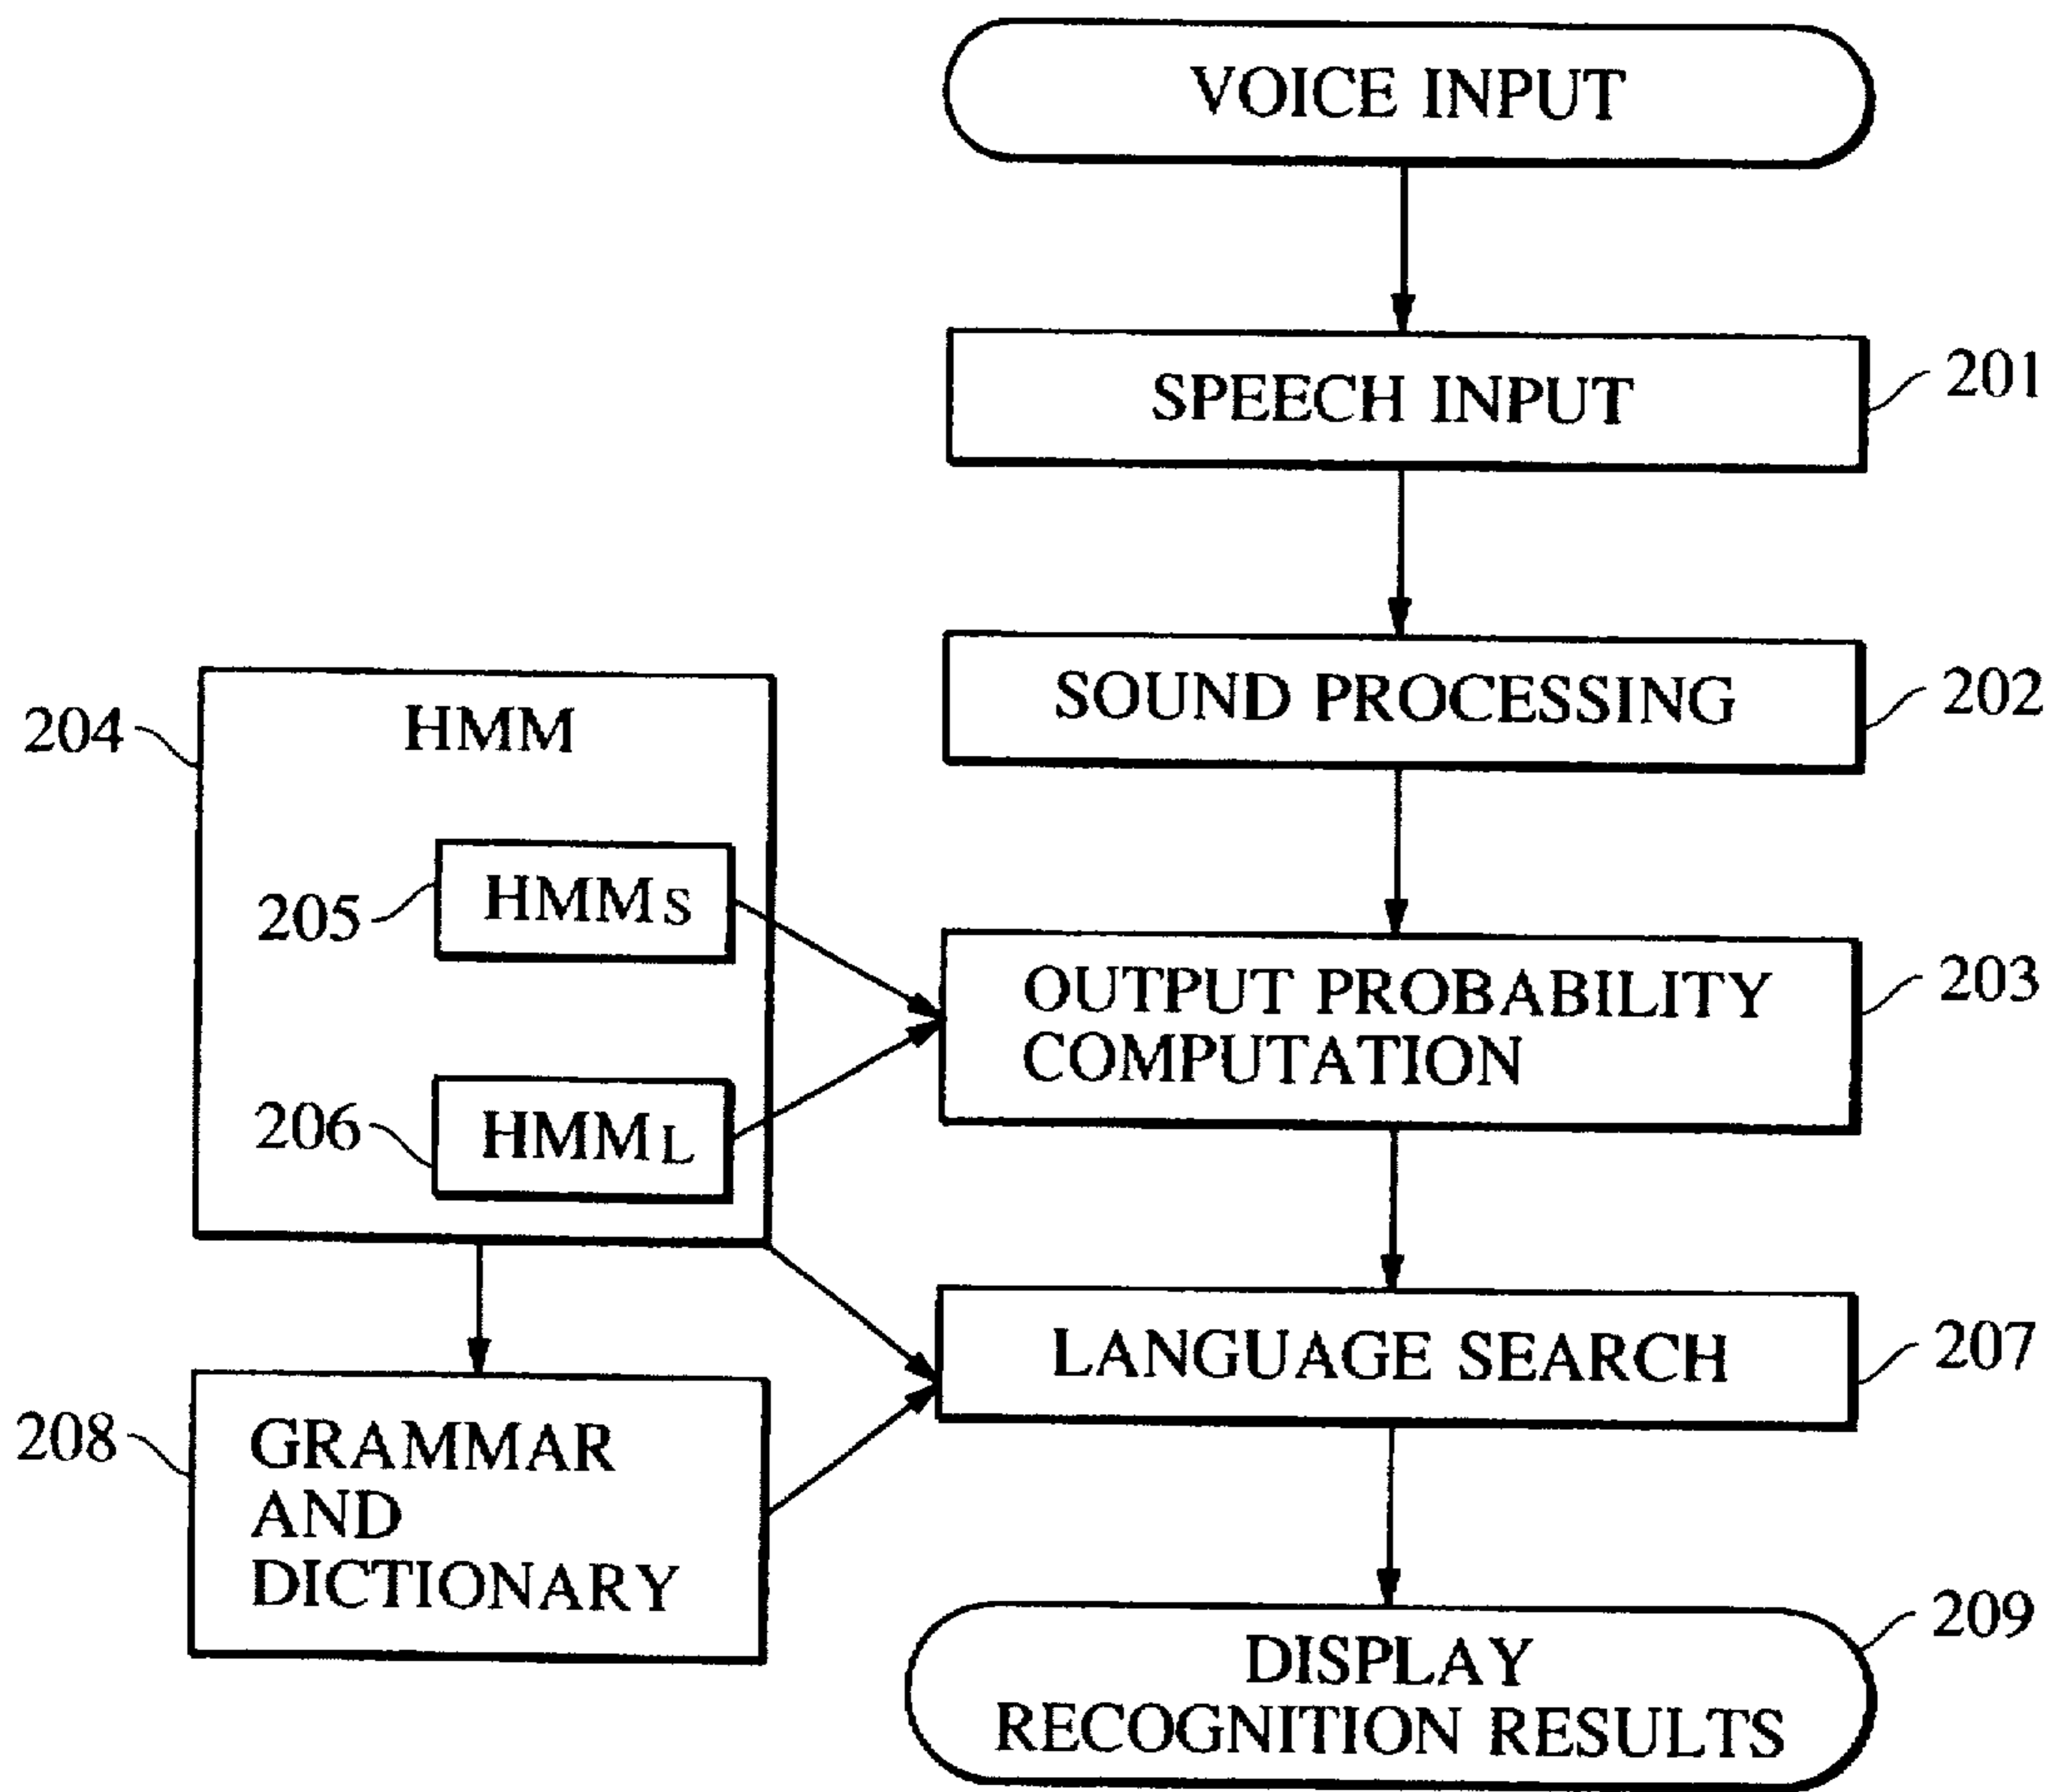 VOICE INPUT
SPEECH INPUT
201
SOUND PROCESSING
202
204
HMM
205
HMMS
206
HMML
OUTPUT PROBABILITY
COMPUTATION
203
LANGUAGE SEARCH
207
208
GRAMMAR
AND
DICTIONARY
DISPLAY
RECOGNITION RESULTS
209